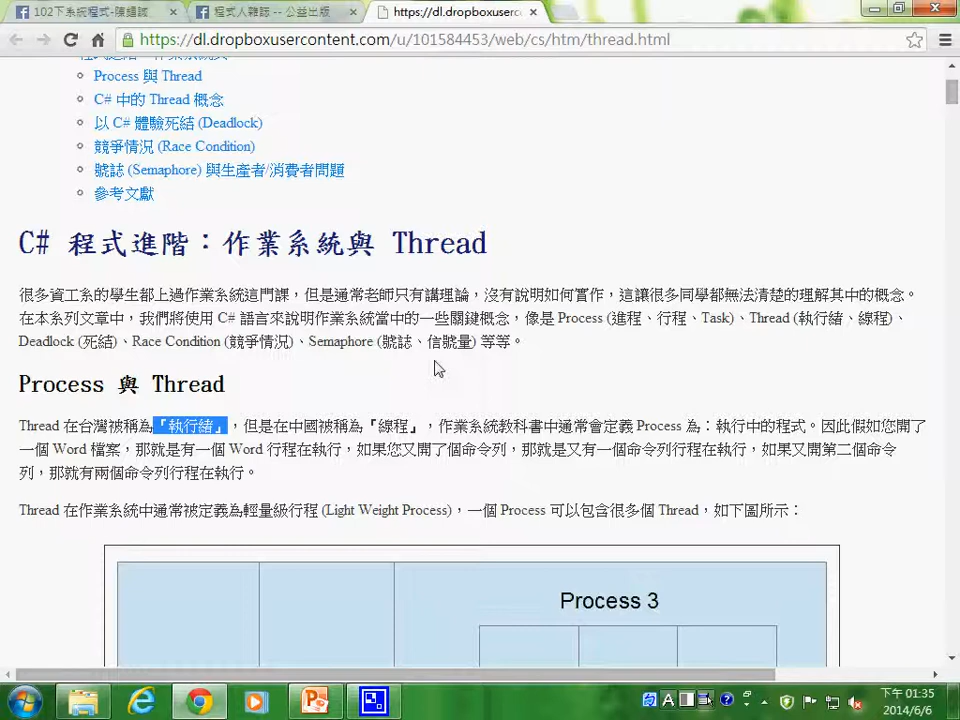 102下系統程式-陳鍾誠
程式人雜誌 -- 公益出版
https://dl.dropboxuserc
https://dl.dropboxusercontent.com/u/101584453/web/cs/htm/thread.html
Process 與 Thread
C# 中的 Thread 概念
以 C# 體驗死結 (Deadlock)
競爭情況 (Race Condition)
號誌 (Semaphore) 與生產者/消費者問題
參考文獻
C# 程式進階：作業系統與 Thread
很多資工系的學生都上過作業系統這門課，但是通常老師只有講理論，沒有說明如何實作，這讓很多同學都無法清楚的理解其中的概念。
在本系列文章中，我們將使用 C# 語言來說明作業系統當中的一些關鍵概念，像是 Process (進程、行程、Task)、Thread (執行緒、線程)、
Deadlock (死結)、Race Condition (競爭情況)、Semaphore (號誌、信號量) 等等。
Process 與 Thread
Thread 在台灣被稱為『執行緒』，但是在中國被稱為『線程』，作業系統教科書中通常會定義 Process 為：執行中的程式。因此假如您開了
一個 Word 檔案，那就是有一個 Word 行程在執行，如果您又開了個命令列，那就是又有一個命令列行程在執行，如果又開第二個命令
列，那就有兩個命令列行程在執行。
Thread 在作業系統中通常被定義為輕量級行程 (Light Weight Process)，一個 Process 可以包含很多個 Thread，如下圖所示：
Process 3
下午 01:35
2014/6/6